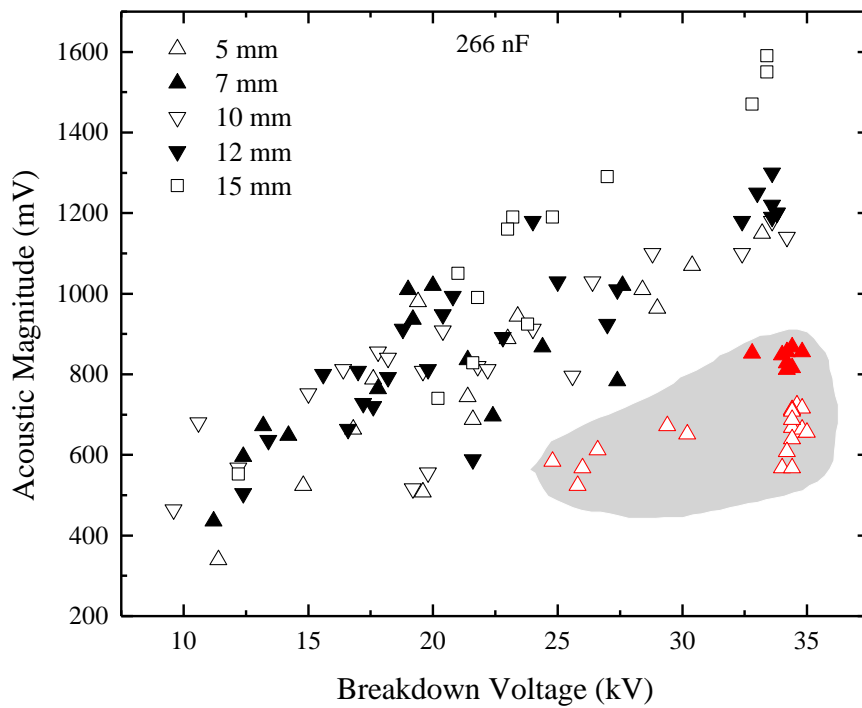 266 nF
5 mm
7 mm
10 mm
12 mm
15 mm
Acoustic Magnitude (mV)
1600
1400
1200
1000
800
600
400
200
10 15 20 25 30 35
Breakdown Voltage (kV)